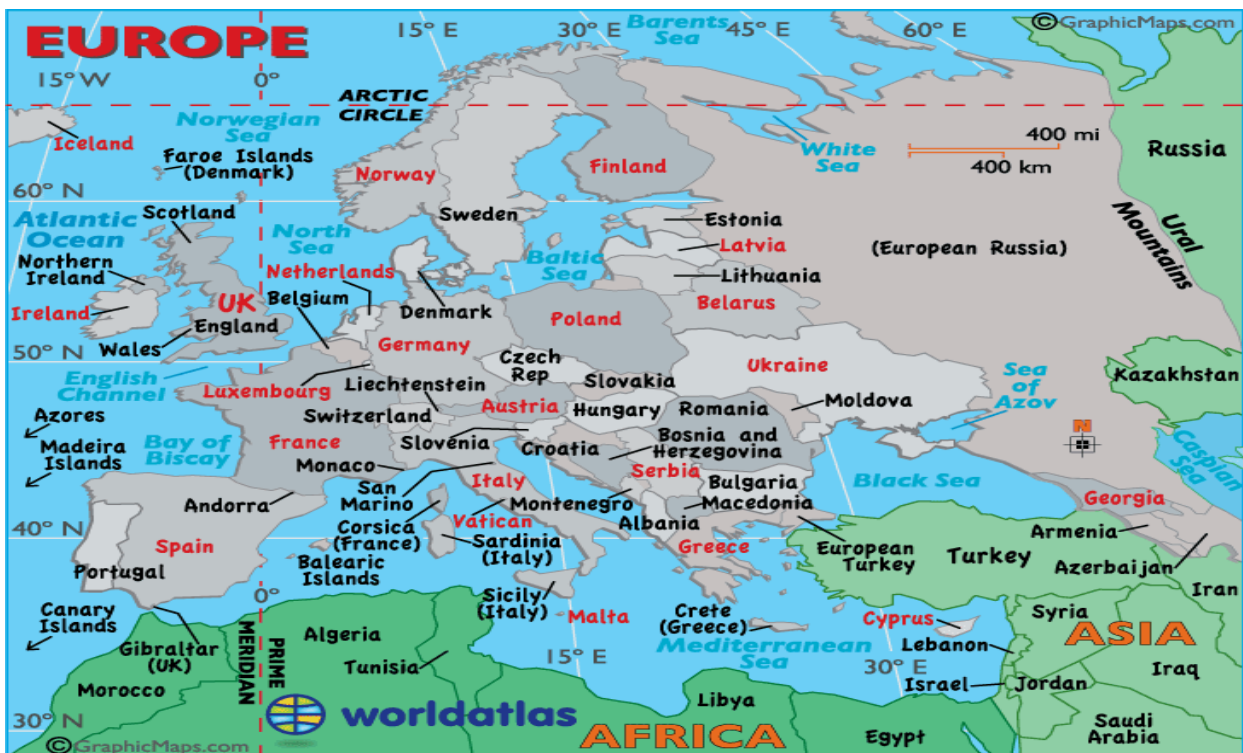 EUROPE
15° E
30° E
Barents
Sea
45° E
60° E
©GraphicMaps.com
15° W
0°
ARCTIC
CIRCLE
Norwegian
Sea
Iceland
Faroe Islands
(Denmark)
Norway
Finland
White
Sea
400 mi
400 km
Russia
60° N
Scotland
Sweden
Estonia
Atlantic
Ocean
North
Sea
Baltic
Sea
Latvia
(European Russia)
Ural
Mountains
Northern
Ireland
Netherlands
Lithuania
Belgium
UK
Ireland
England
Denmark
Poland
Belarus
Wales
50° N
Germany
Czech
Rep
Ukraine
Sea
of
Azov
Kazakhstan
English
Channel
Luxembourg
Liechtenstein
Slovakia
Azores
Switzerland
Austria
Hungary
Romania
Moldova
N
Madeira
Islands
Bay of
Biscay
France
Slovenia
Croatia
Bosnia and
Herzegovina
Caspian
Sea
Monaco
San
Marino
Italy
Serbia
Bulgaria
Black Sea
Andorra
Montenegro
Macedonia
Georgia
40° N
Corsica
(France)
Vatican
Albania
Armenia
Spain
Sardinia
(Italy)
Greece
European
Turkey
Turkey
Azerbaijan
Portugal
Balearic
Islands
Iran
Canary
Islands
0°
Sicily
(Italy)
Malta
Crete
(Greece)
Cyprus
Syria
Gibraltar
(UK)
MERIDIAN
PRIME
Algeria
Tunisia
15° E
Mediterranean
Sea
30° E
Lebanon
ASIA
Iraq
Morocco
Israel
Jordan
30° N
worldatlas
AFRICA
Libya
Egypt
Saudi
Arabia
©GraphicMaps.com